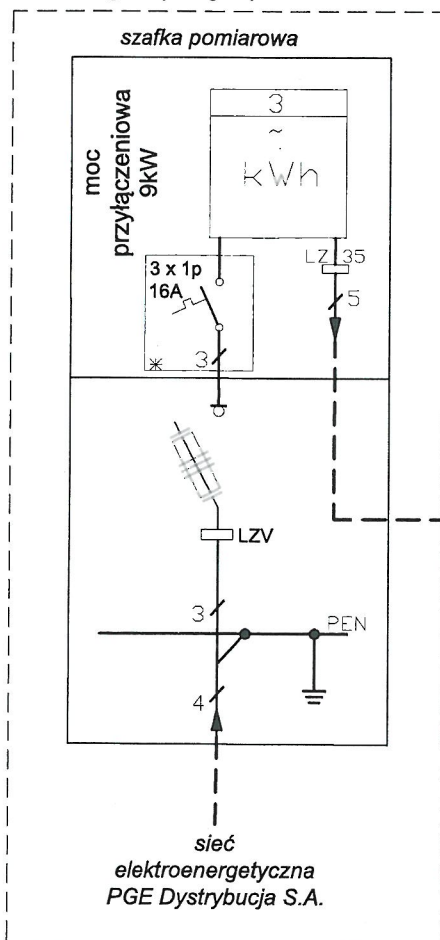 szafka pomiarowa
3
~
kWh
moc
przyłączeniowa
9kW
LZ 35
3 x 1p
16A
5
3
*
LZV
3
PEN
4
sieć
elektroenergetyczna
PGE Dystrybucja S.A.